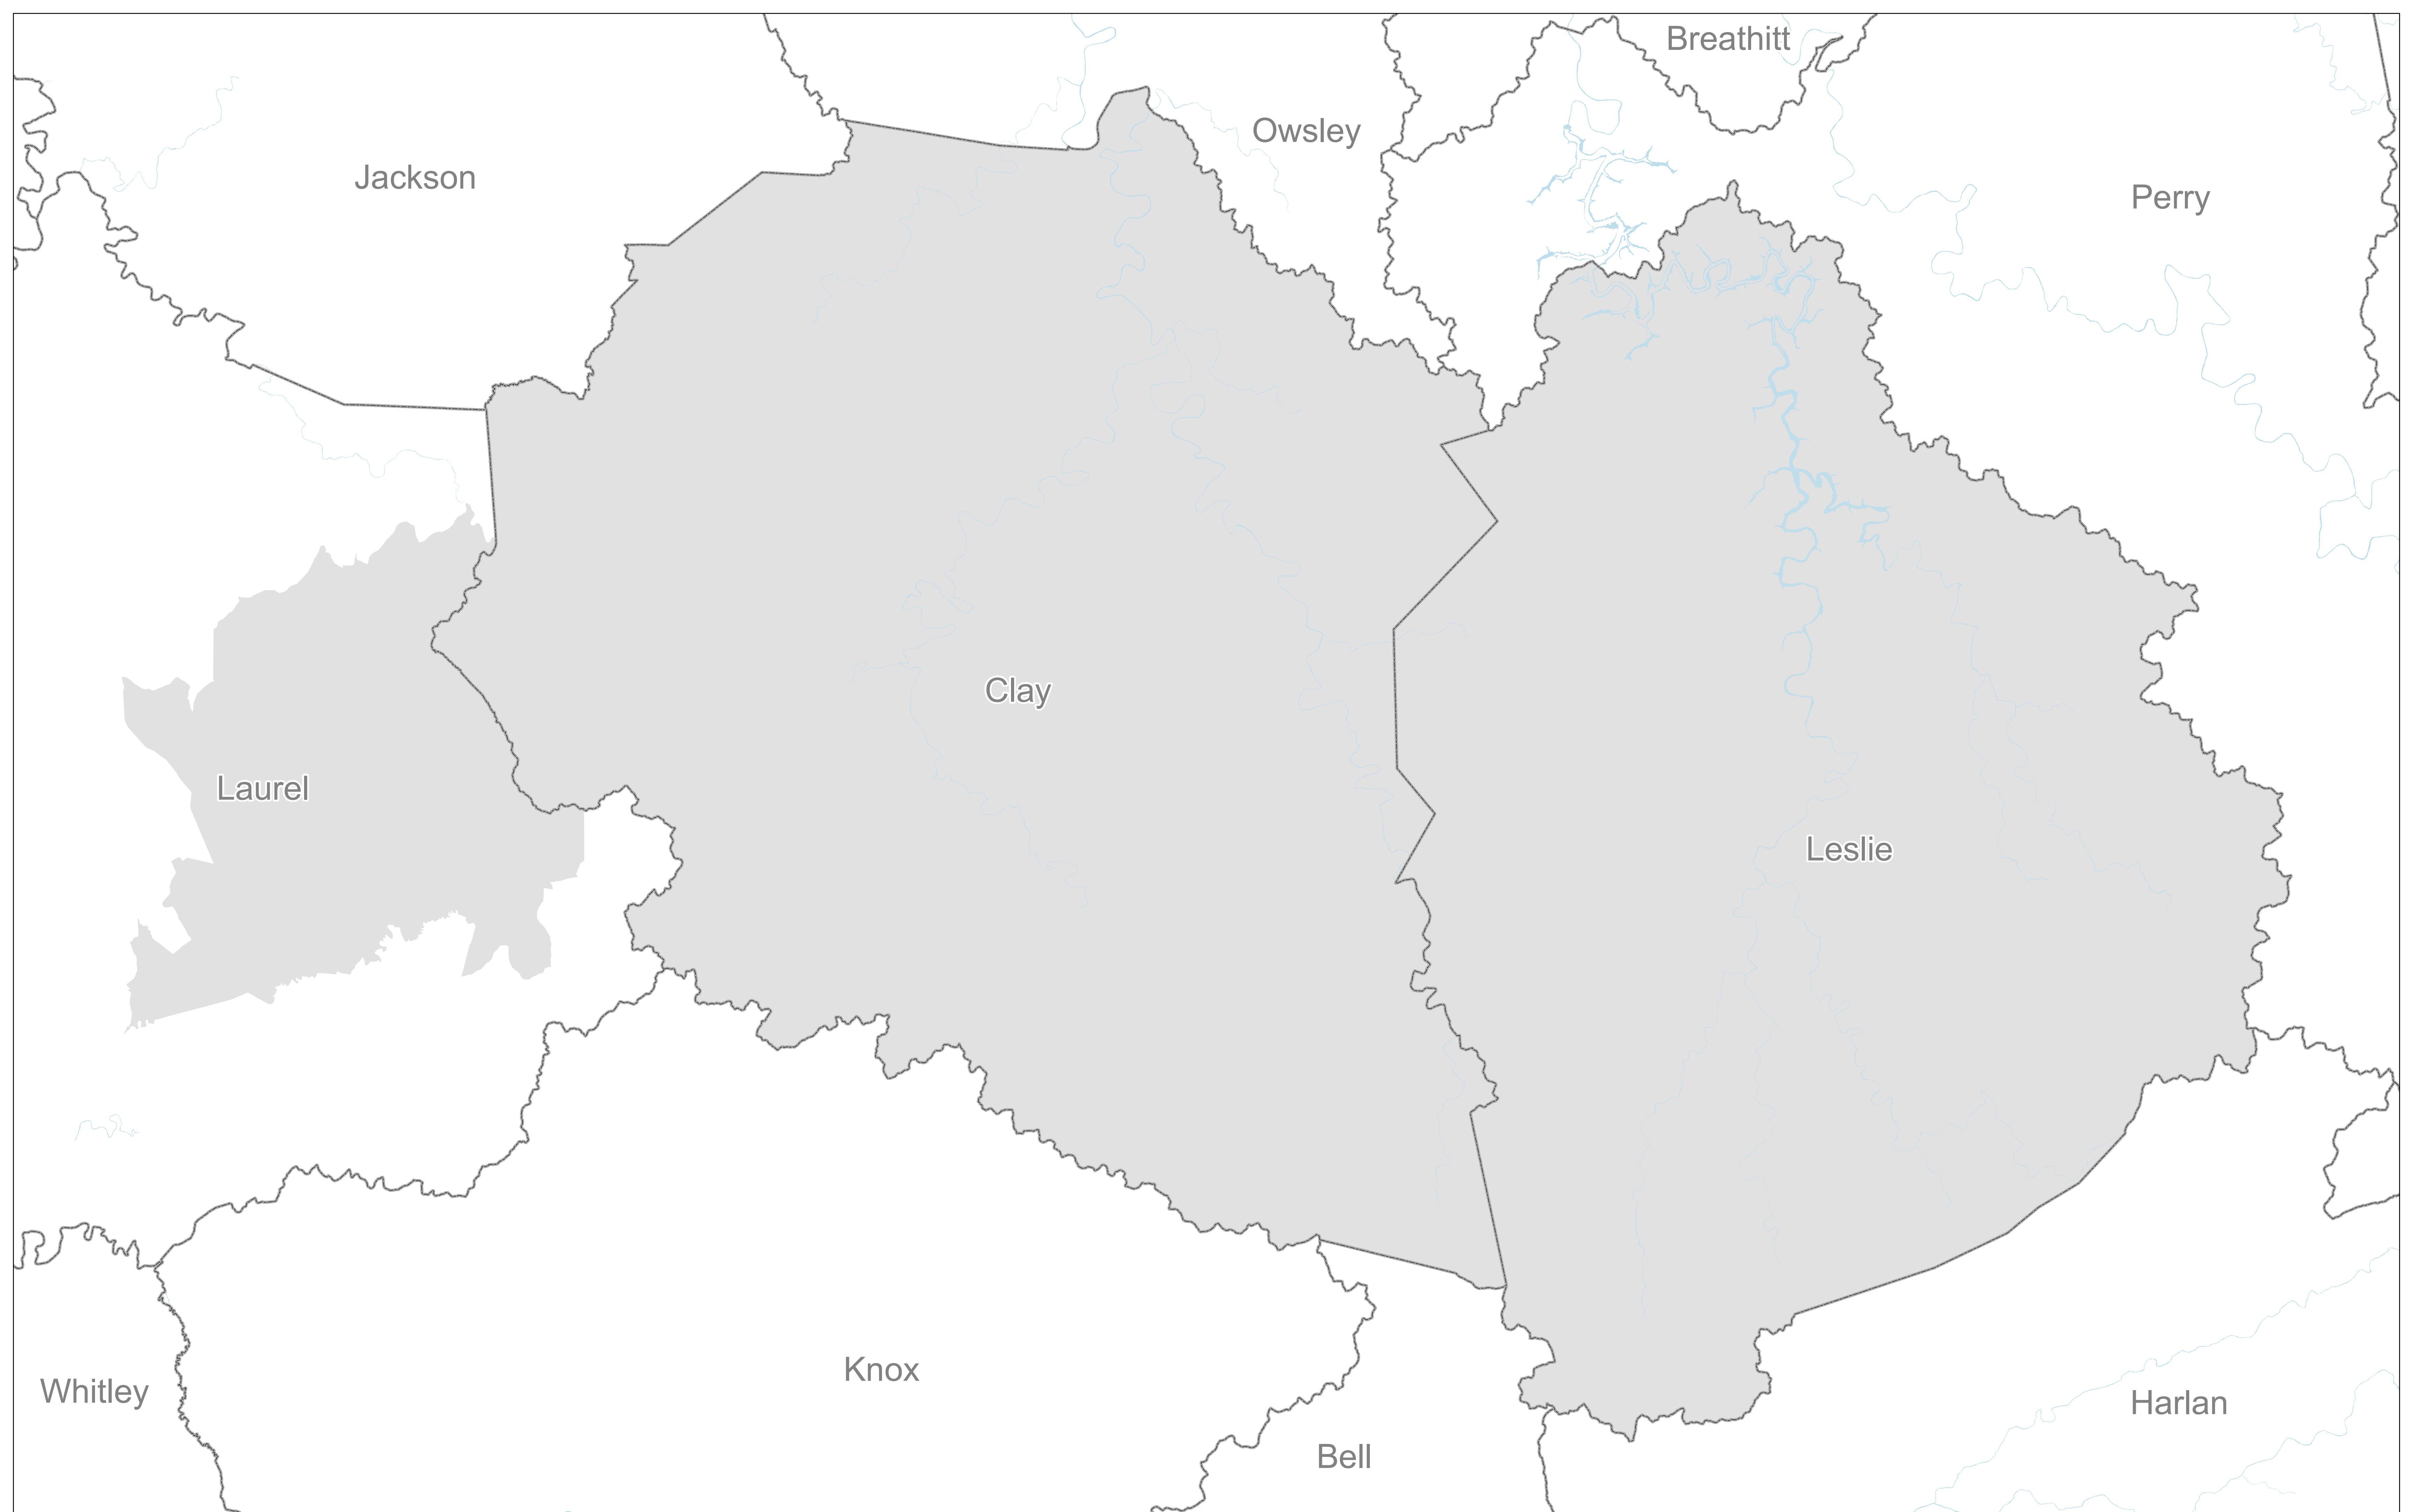 Breathitt
Owsley
Jackson
Perry
Clay
Laurel
Leslie
Knox
Whitley
Harlan
Bell